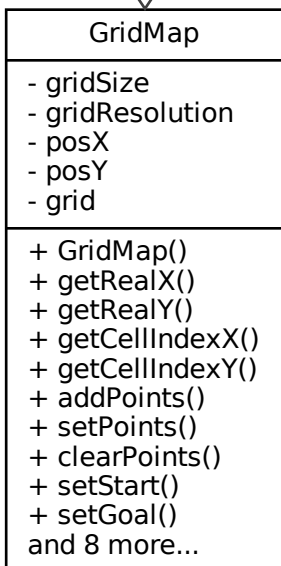 GridMap
- gridSize
- gridResolution
- posX
- posY
- grid
+ GridMap()
+ getRealX()
+ getRealY()
+ getCellIndexX()
+ getCellIndexY()
+ addPoints()
+ setPoints()
+ clearPoints()
+ setStart()
+ setGoal()
and 8 more...